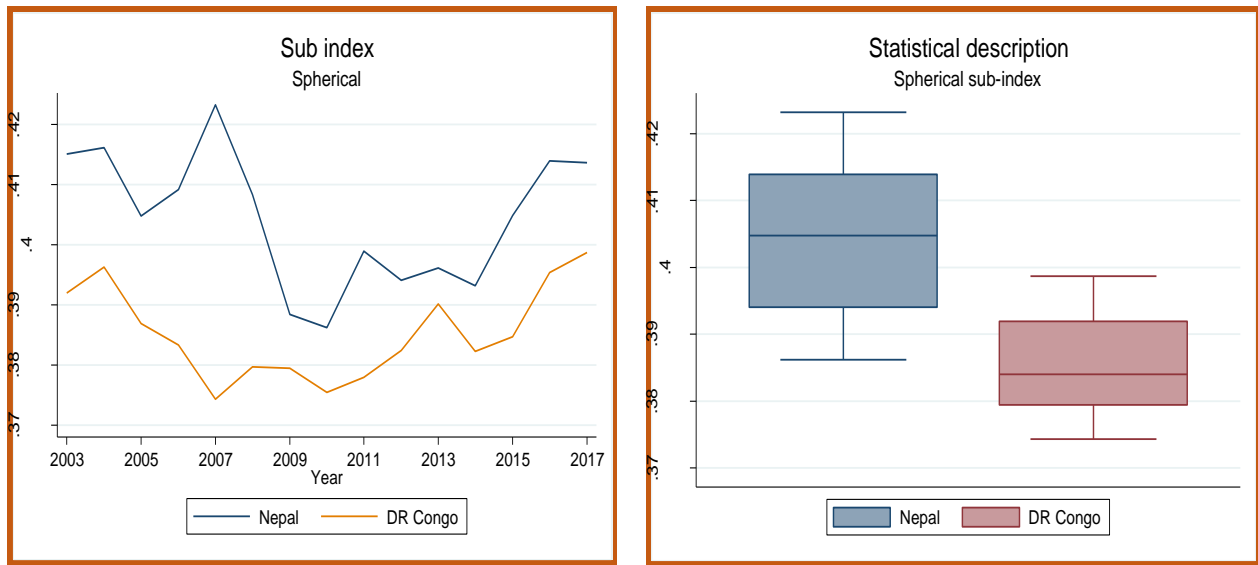 Sub index
Spherical
.42
.41
.4
.39
.38
.37
2003 2005 2007 2009 2011 2013 2015 2017
Year
Nepal DR Congo
Statistical description
Spherical sub-index
.42
.41
.4
.39
.38
.37
Nepal DR Congo